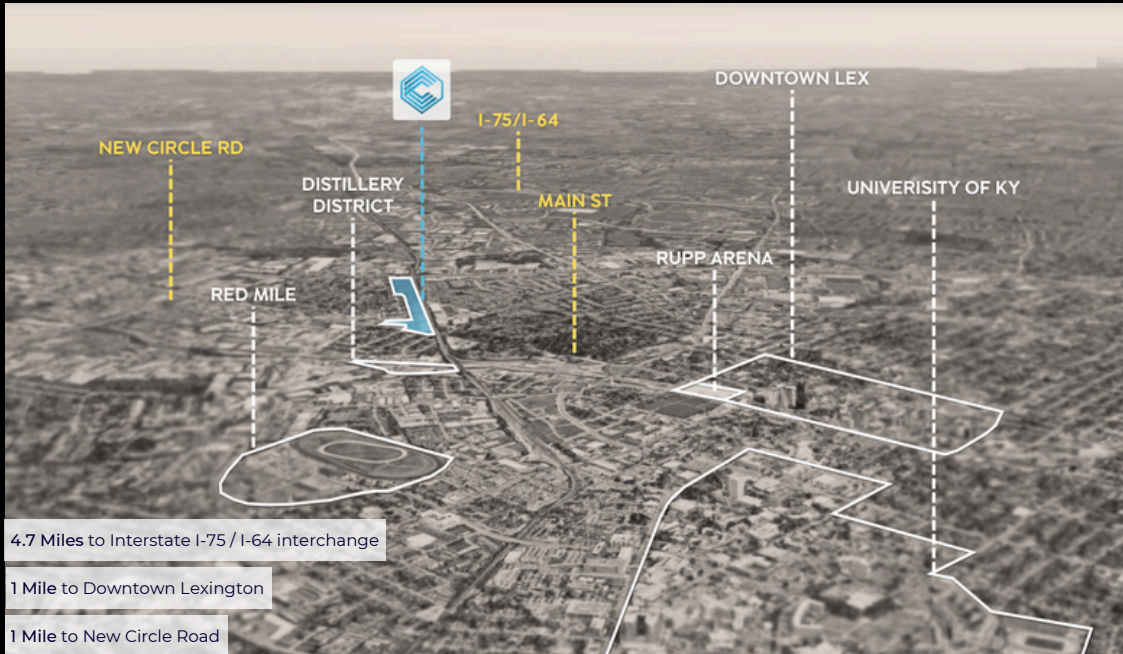 DOWNTOWN LEX
I-75/I-64
NEW CIRCLE RD
DISTILLERY
DISTRICT
UNIVERISITY OF KY
MAIN ST
RUPP ARENA
RED MILE
4.7 Miles to Interstate I-75 / I-64 interchange
1 Mile to Downtown Lexington
1 Mile to New Circle Road